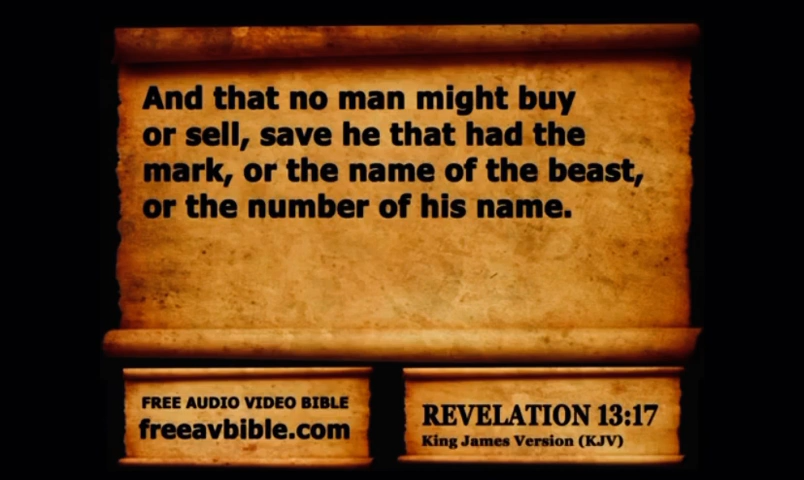 And that no man might buy
or sell, save he that had the
mark, or the name of the beast,
or the number of his name.
FREE AUDIO VIDEO BIBLE
freeavbible.com
REVELATION 13:17
King James Version (KJV)